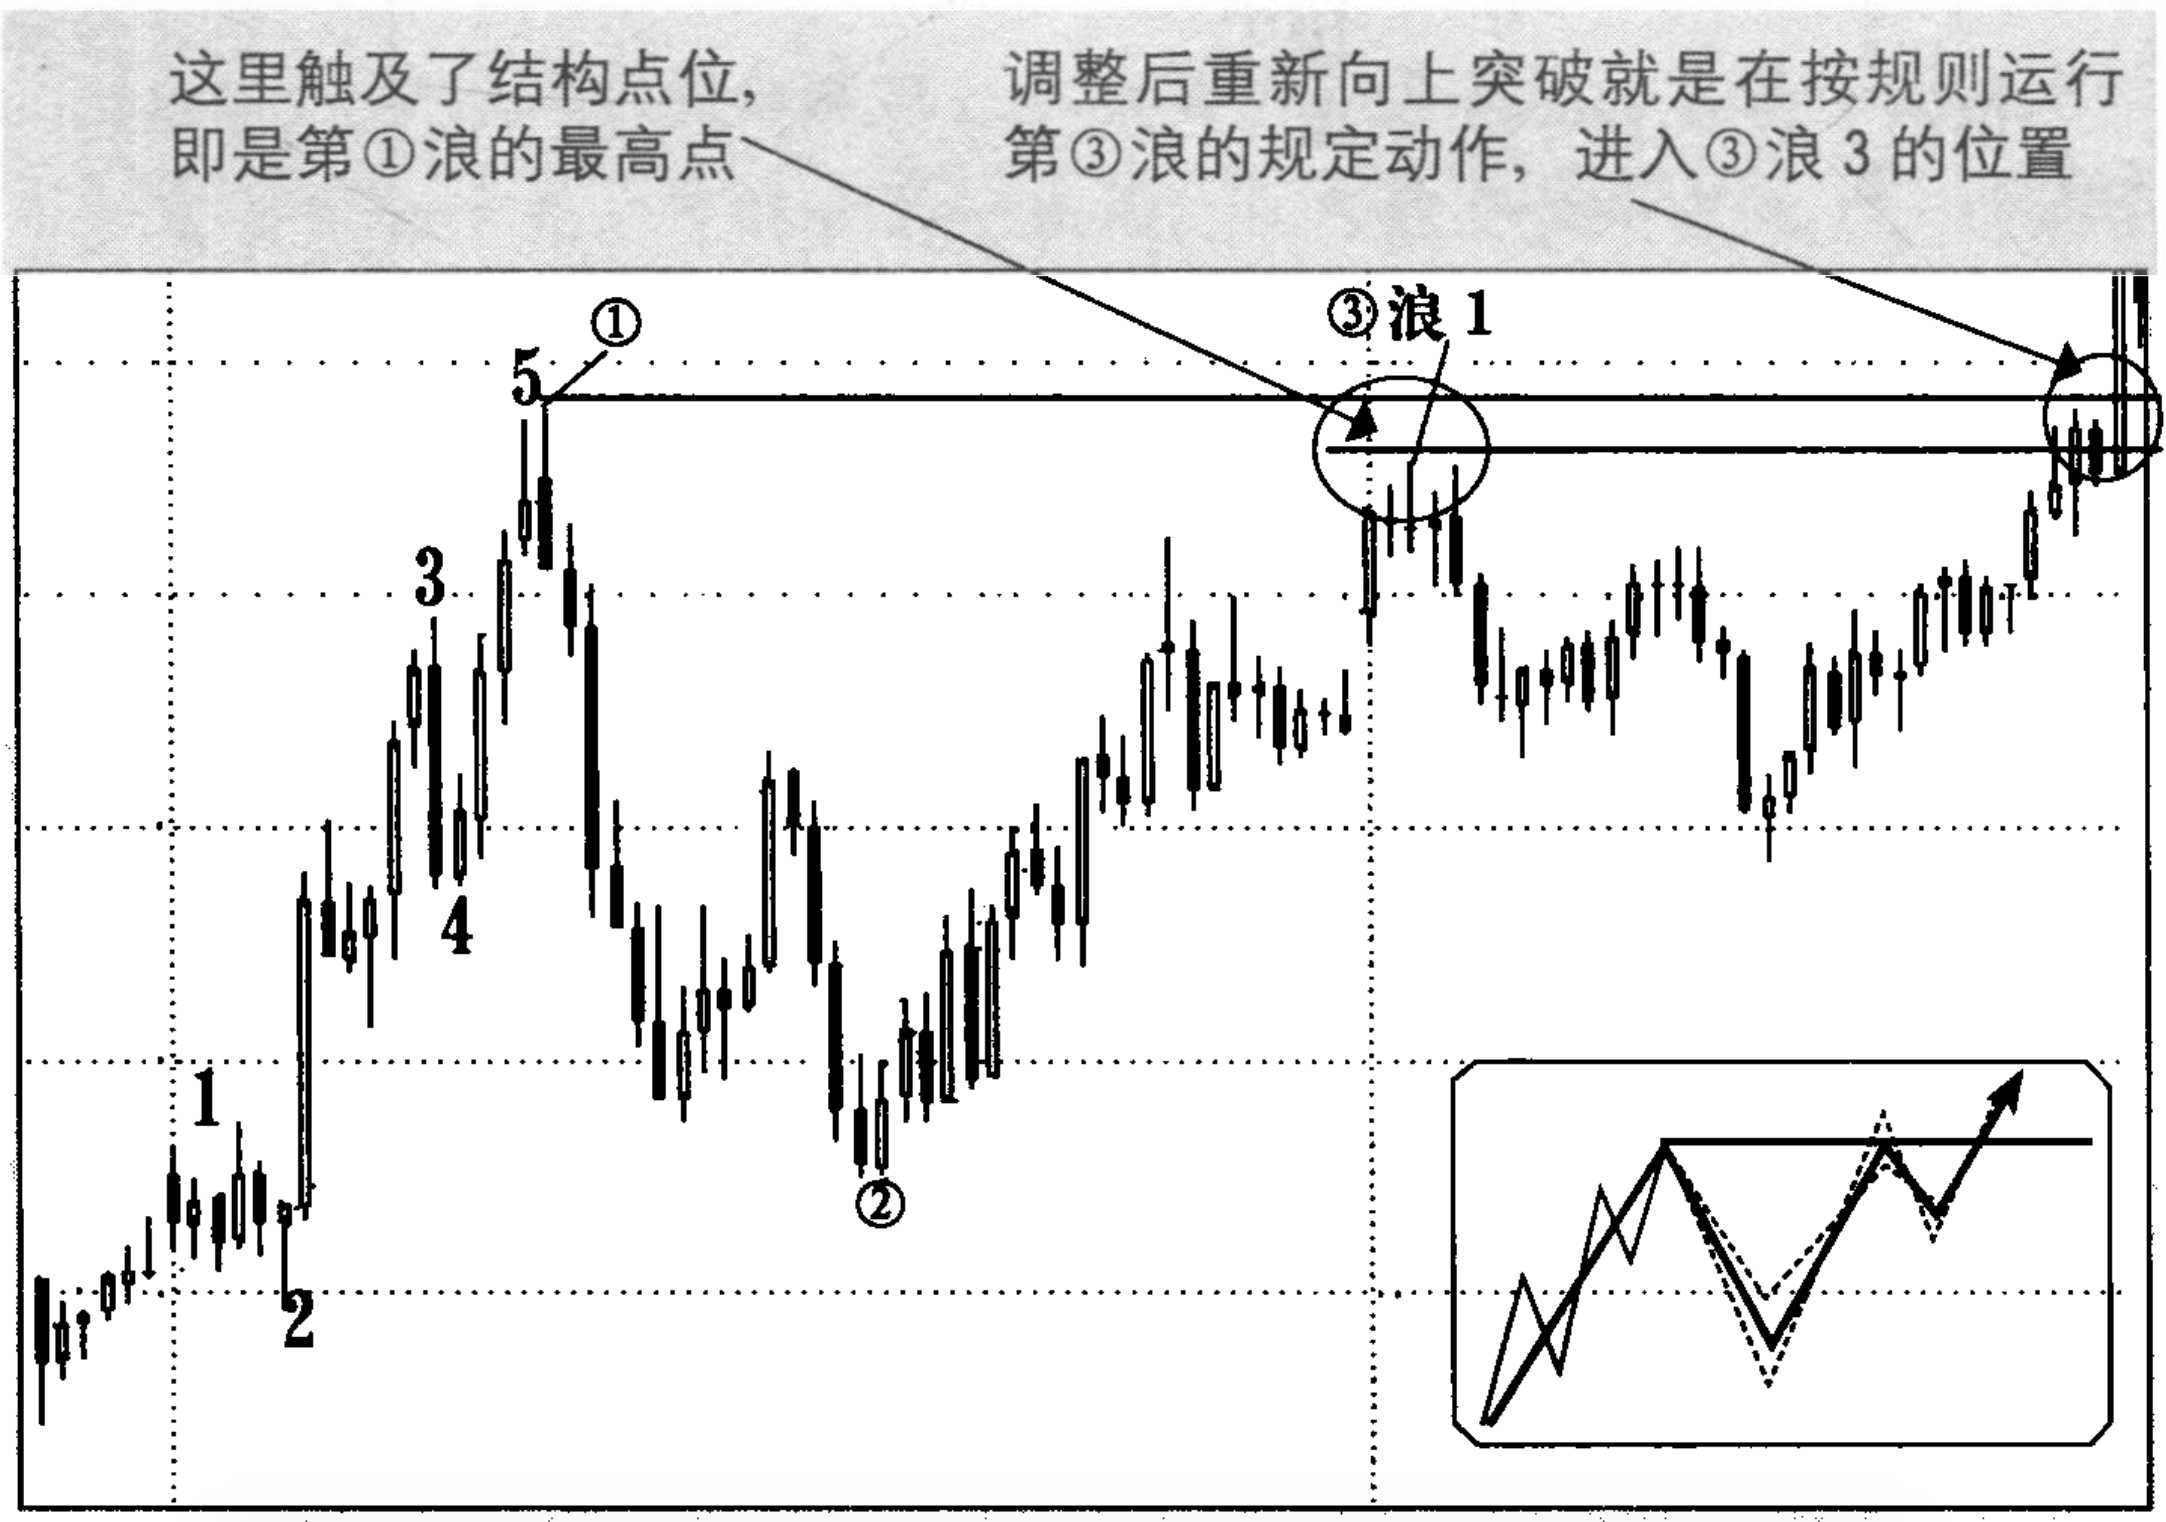 这里触及了结构点位,
即是第①浪的最高点
调整后重新向上突破就是在按规则运行
第③浪的规定动作, 进入③浪3的位置
①
③浪1
5
3
4
1
2
②